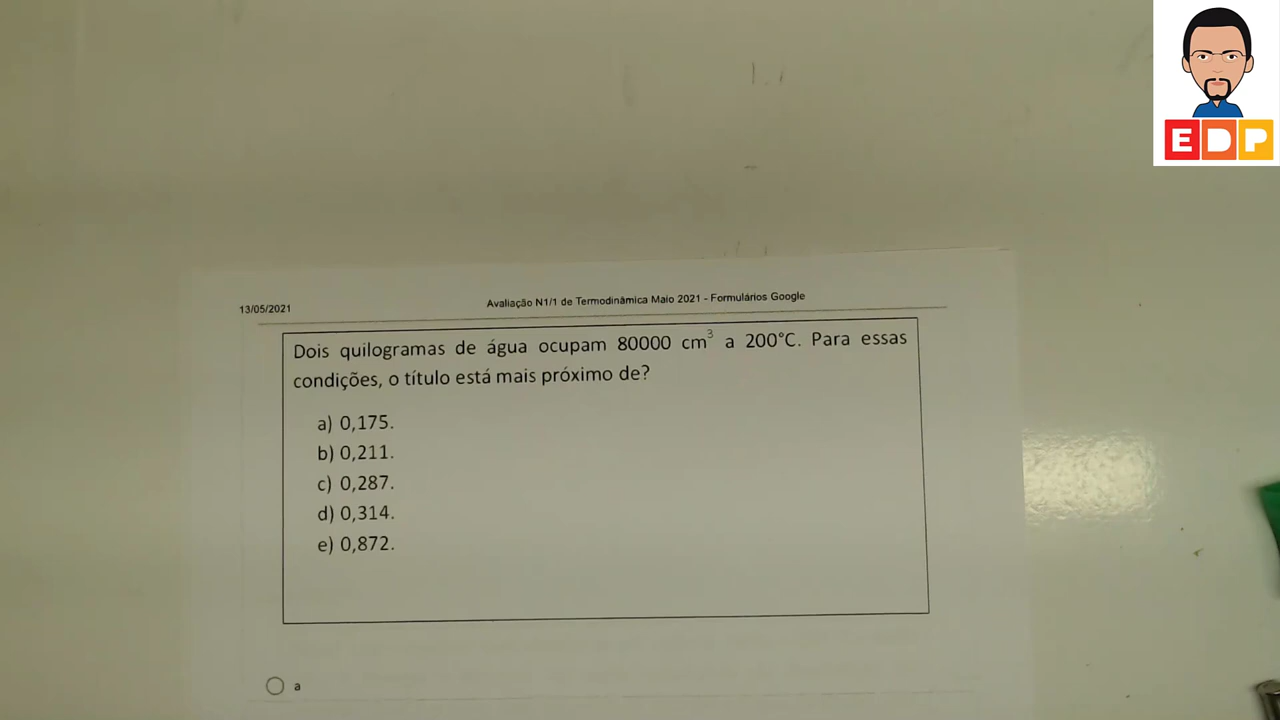 EDP
13/05/2021
Avaliação N1/1 de Termodinâmica Maio 2021 - Formulários Google
Dois quilogramas de água ocupam 80000 cm³ a 200°C. Para essas
condições, o título está mais próximo de?
a) 0,175.
b) 0,211.
c) 0,287.
d) 0,314.
e) 0,872.
a